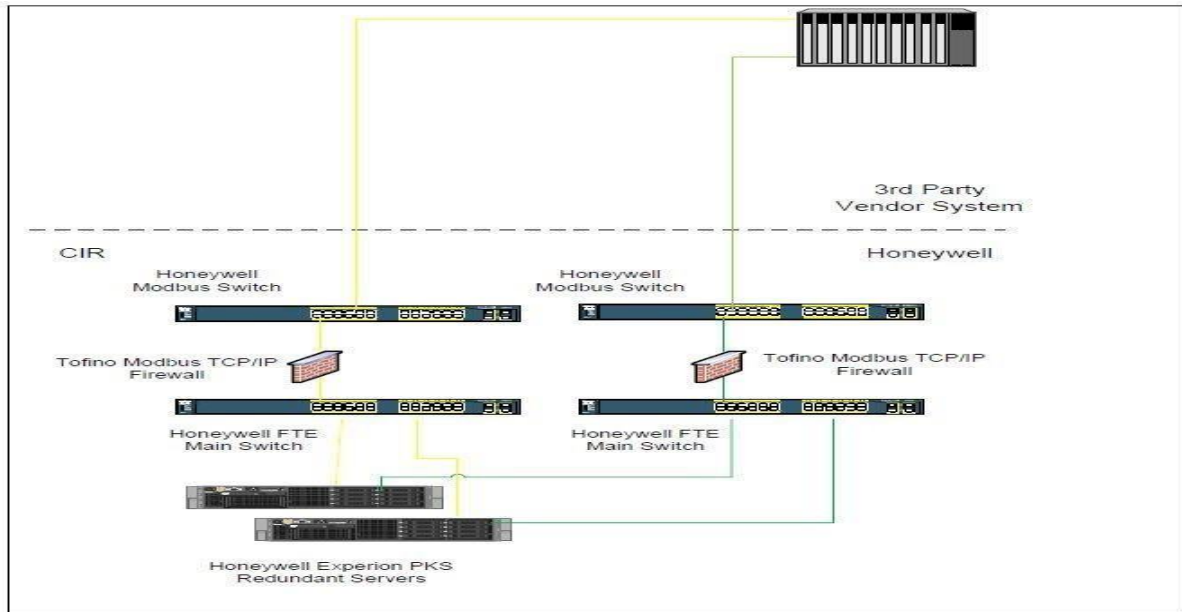 3rd Party
Vendor System
CIR
Honeywell
Honeywell
Modbus Switch
Honeywell
Modbus Switch
Tofino Modbus TCP/IP
Firewall
Tofino Modbus TCP/IP
Firewall
Honeywell FTE
Main Switch
Honeywell FTE
Main Switch
Honeywell Experion PKS
Redundant Servers